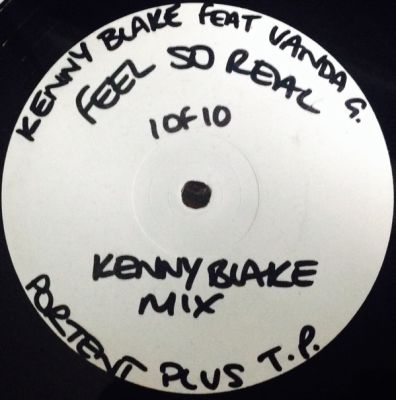 KENNY BLAKE FEAT VANDA G.
FEEL SO REAL
1 OF 10
KENNY BLAKE
MIX
PORTENT PLUS T.P.